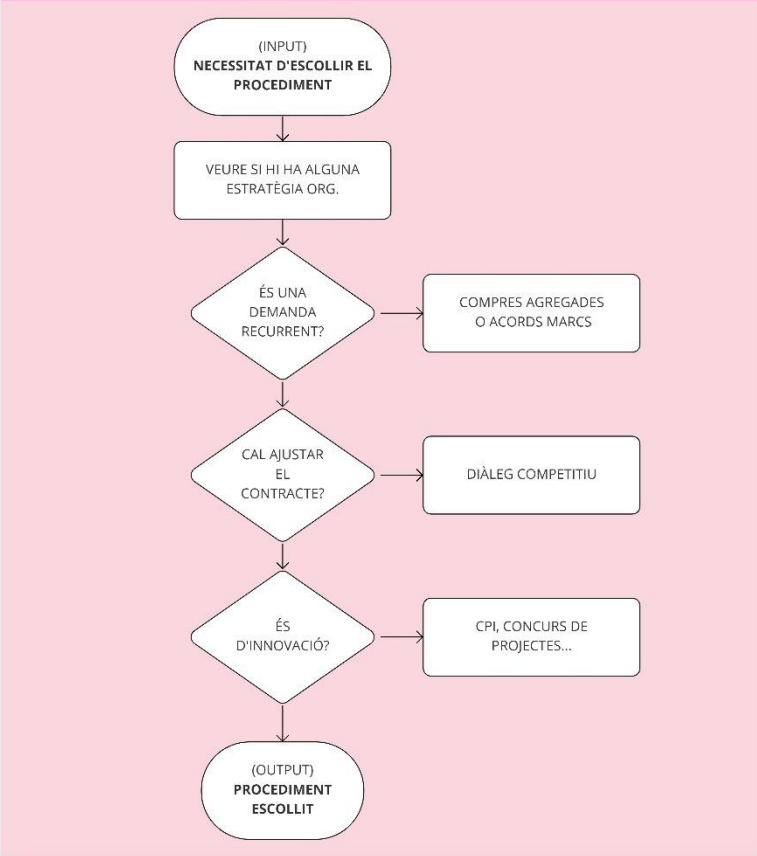 (INPUT)
NECESSITAT D'ESCOLLIR EL
PROCEDIMENT
VEURE SI HI HA ALGUNA
ESTRATÈGIA ORG.
ÉS UNA
DEMANDA
RECURRENT?
COMPRES AGREGADES
O ACORDS MARCS
CAL AJUSTAR
EL
CONTRACTE?
DIÀLEG COMPETITIU
ÉS
D'INNOVACIÓ?
CPI, CONCURS DE
PROJECTES...
(OUTPUT)
PROCEDIMENT
ESCOLLIT